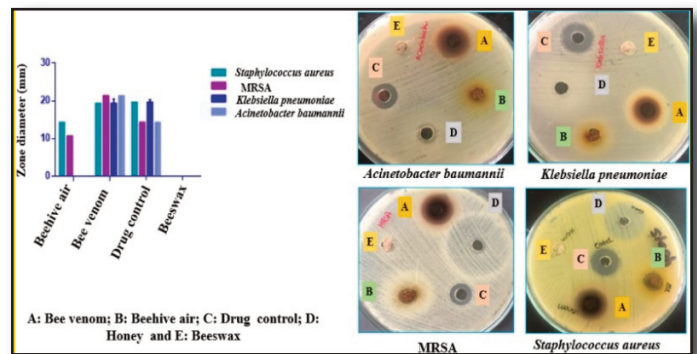 Zone diameter (mm)
30
20
10
0
Staphylococcus aureus
MRSA
Klebsiella pneumoniae
Acinetobacter baumannii
Beehive air
Bee venom
Drug control
Beeswax
A: Bee venom; B: Beehive air; C: Drug control; D:
Honey and E: Beeswax
E
A
C
B
D
Acinetobacter baumannii
C
E
D
A
B
Klebsiella pneumoniae
A
D
E
MRSA
B
C
MRSA
D
E
C
B
A
Staphylococcus aureus